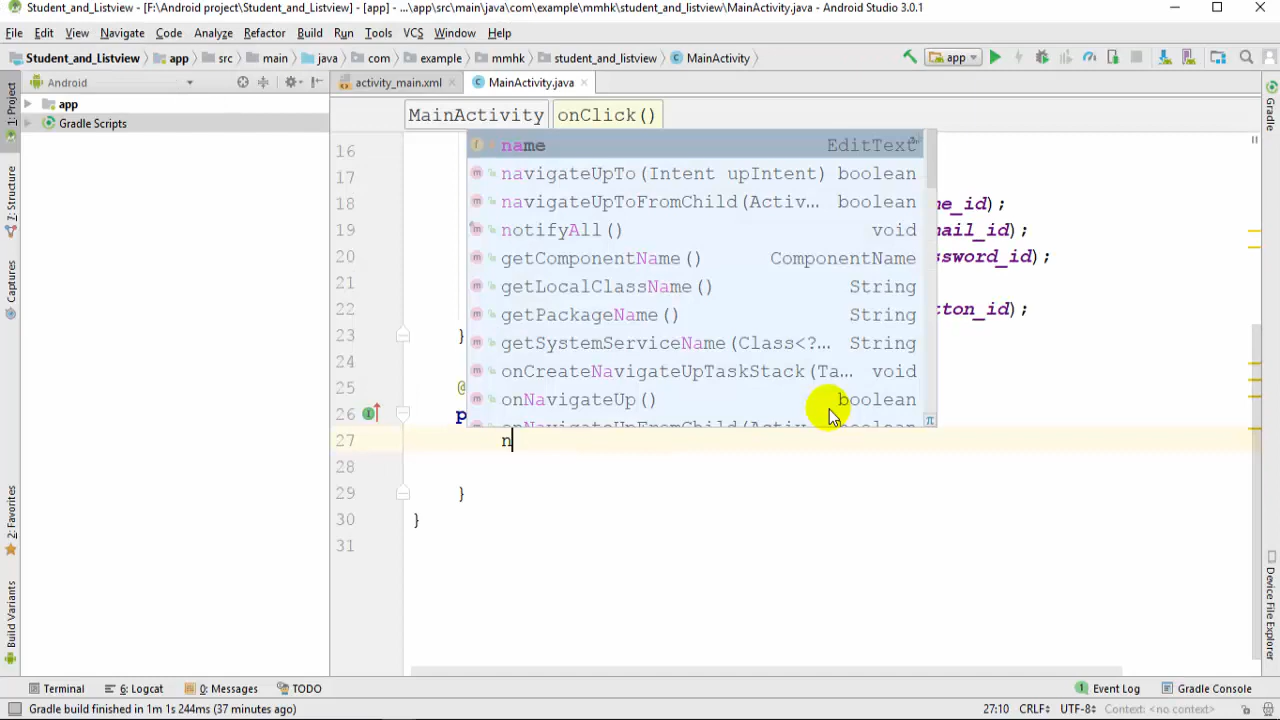 Student_and_Listview - [F:\Android project\Student_and_Listview] - [app] - ...\app\src\main\java\com\example\mmhk\student_and_listview\MainActivity.java - Android Studio 3.0.1
File Edit View Navigate Code Analyze Refactor Build Run Tools VCS Window Help
Student_and_Listview app src main java com example mmhk student_and_listview MainActivity app
1: Project
Android
activity_main.xml
MainActivity.java
Gradle
app
Gradle Scripts
MainActivity onClick()
name EditText
navigateUpTo(Intent upIntent) boolean
navigateUpToFromChild(Activ... boolean
notifyAll() void
getComponentName() ComponentName
getLocalClassName() String
getPackageName() String
getSystemServiceName(Class<?... String
onCreateNavigateUpTaskStack(Ta... void
onNavigateUp() boolean
onNavigateUpFromChild(Activ... boolean
π
16
17
18 me_id);
19 mail_id);
20 ssword_id);
21
22 tton_id);
23 }
24
25 @
26 p
27 n
28
29 }
30 }
31
Z: Structure
Captures
2: Favorites
Build Variants
Device File Explorer
Terminal 6: Logcat 0: Messages TODO Event Log Gradle Console
Gradle build finished in 1m 1s 244ms (37 minutes ago) 27:10 CRLF÷ UTF-8÷ Context: <no context>